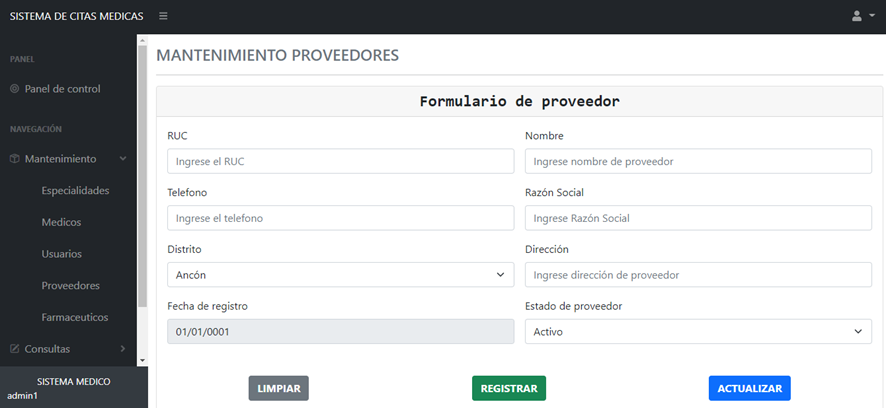 SISTEMA DE CITAS MEDICAS
PANEL
Panel de control
NAVEGACIÓN
Mantenimiento
Especialidades
Medicos
Usuarios
Proveedores
Farmaceuticos
Consultas
SISTEMA MEDICO
admin1
MANTENIMIENTO PROVEEDORES
Formulario de proveedor
RUC
Nombre
Ingrese el RUC
Ingrese nombre de proveedor
Telefono
Razón Social
Ingrese el telefono
Ingrese Razón Social
Distrito
Dirección
Ancón
Ingrese dirección de proveedor
Fecha de registro
Estado de proveedor
01/01/0001
Activo
LIMPIAR
REGISTRAR
ACTUALIZAR